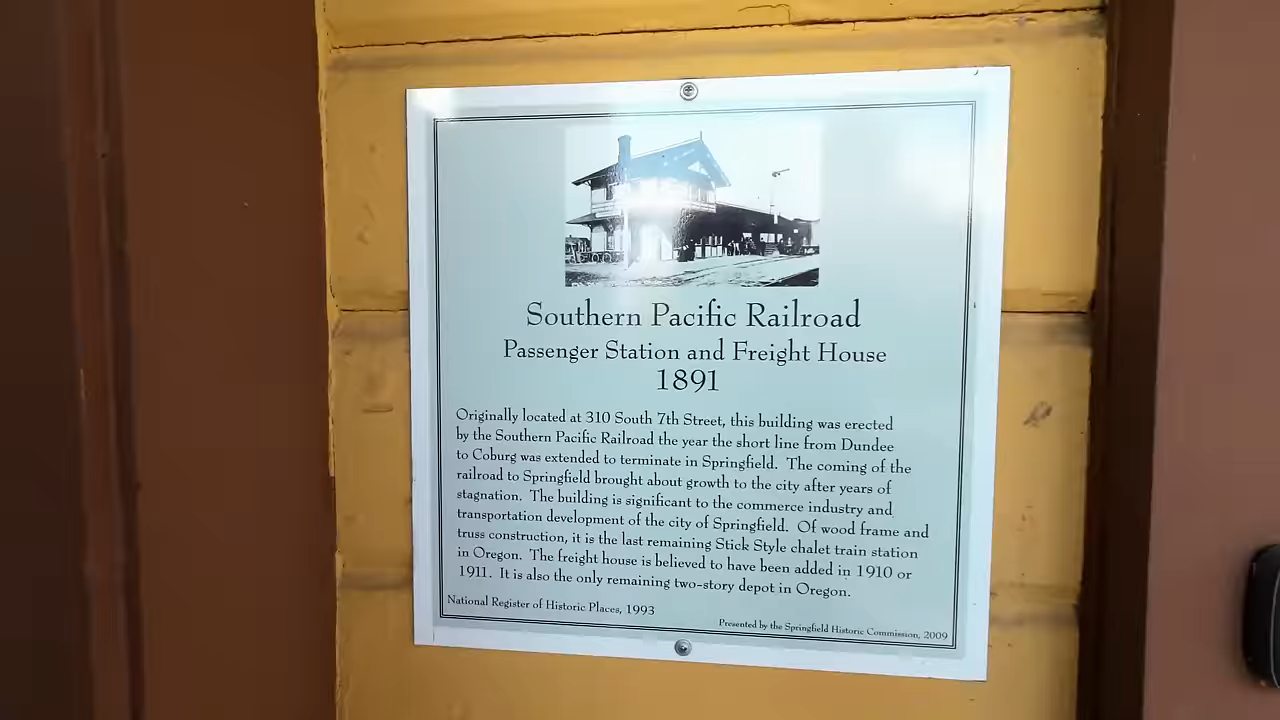 Southern Pacific Railroad
Passenger Station and Freight House
1891
Originally located at 310 South 7th Street, this building was erected
by the Southern Pacific Railroad the year the short line from Dundee
to Coburg was extended to terminate in Springfield. The coming of the
railroad to Springfield brought about growth to the city after years of
stagnation. The building is significant to the commerce industry and
transportation development of the city of Springfield. Of wood frame and
truss construction, it is the last remaining Stick Style chalet train station
in Oregon. The freight house is believed to have been added in 1910 or
1911. It is also the only remaining two-story depot in Oregon.
National Register of Historic Places, 1993
Presented by the Springfield Historic Commission, 2009